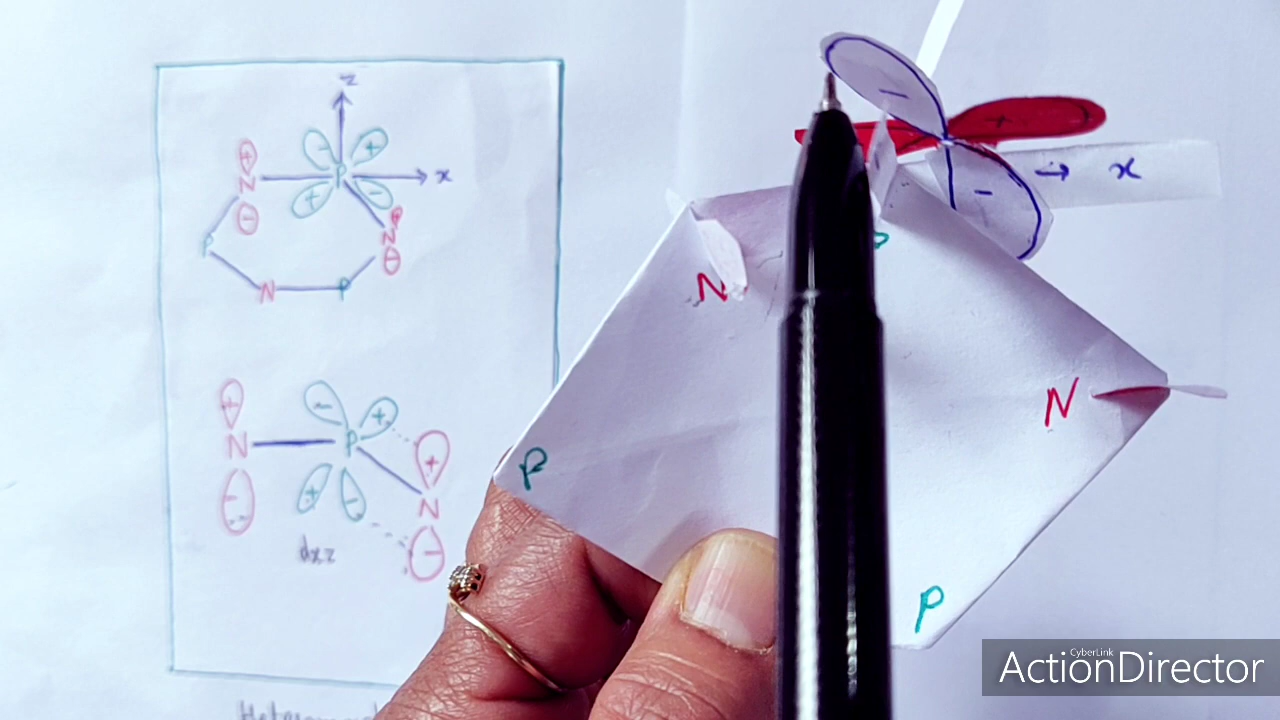 z
+ - +
N P → x
- + -
+
P N
-
N P
+ - + +
N P
- + - N
dxz -
- +
-
→ x
N P
N
P
P
CyberLink
ActionDirector